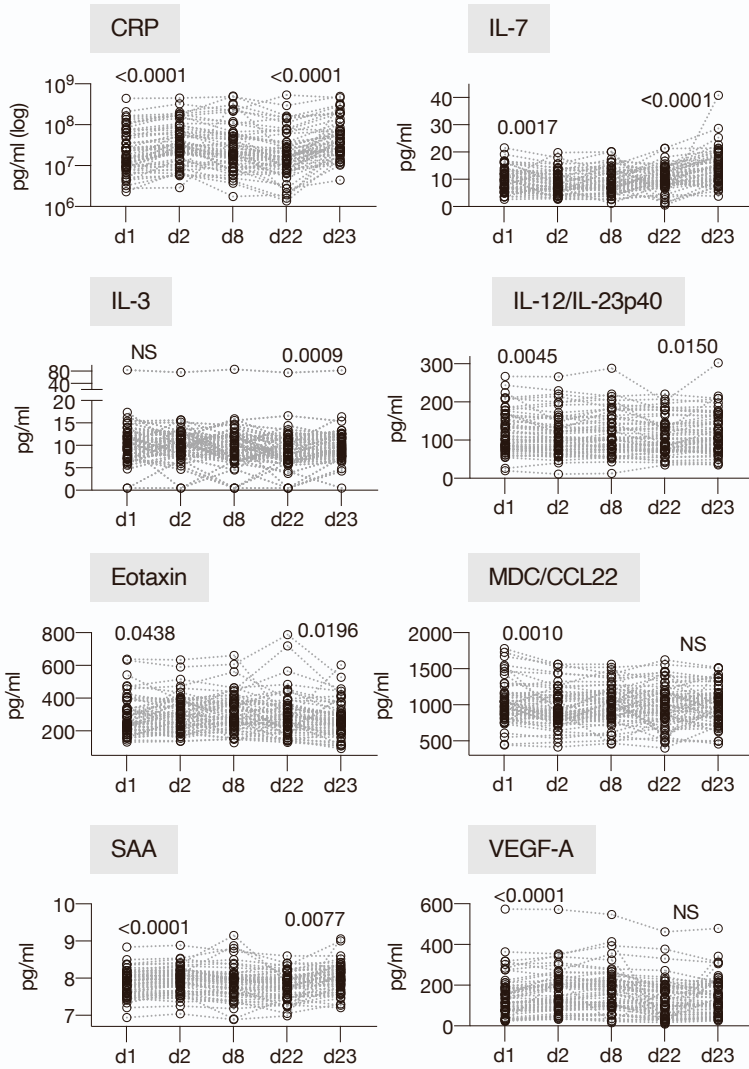 CRP
<0.0001
<0.0001
10⁹
10⁸
10⁷
10⁶
pg/ml (log)
d1 d2 d8 d22 d23
IL-7
0.0017
<0.0001
40
30
20
10
0
pg/ml
d1 d2 d8 d22 d23
IL-3
NS
0.0009
80
40
20
15
10
5
0
pg/ml
d1 d2 d8 d22 d23
IL-12/IL-23p40
0.0045
0.0150
300
200
100
0
pg/ml
d1 d2 d8 d22 d23
Eotaxin
0.0438
0.0196
800
600
400
200
pg/ml
d1 d2 d8 d22 d23
MDC/CCL22
0.0010
NS
2000
1500
1000
500
pg/ml
d1 d2 d8 d22 d23
SAA
<0.0001
0.0077
10
9
8
7
pg/ml
d1 d2 d8 d22 d23
VEGF-A
<0.0001
NS
600
400
200
0
pg/ml
d1 d2 d8 d22 d23